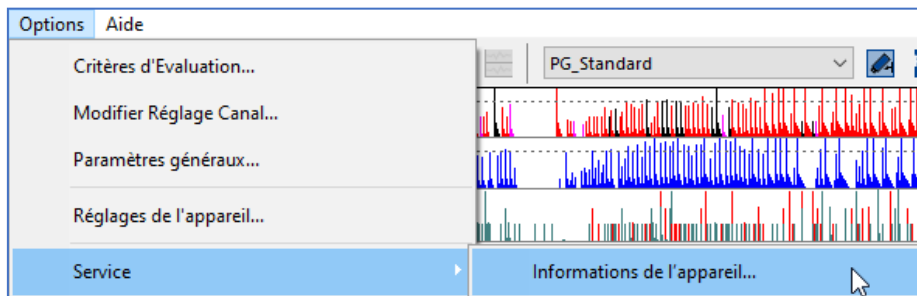 Options Aide
Critères d'Evaluation...
PG_Standard
Modifier Réglage Canal...
Paramètres généraux...
Réglages de l'appareil...
Service
Informations de l'appareil...